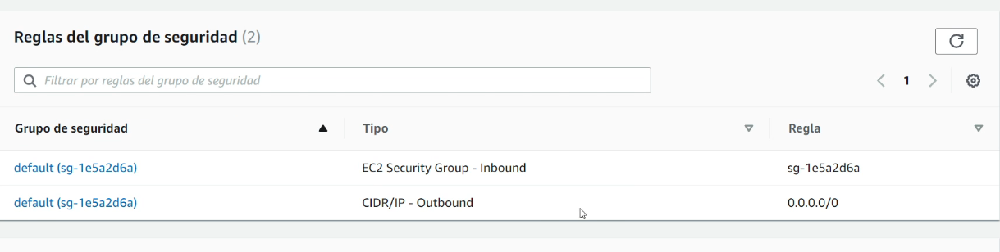 Reglas del grupo de seguridad (2)
Filtrar por reglas del grupo de seguridad
1
Grupo de seguridad Tipo Regla
default (sg-1e5a2d6a) EC2 Security Group - Inbound sg-1e5a2d6a
default (sg-1e5a2d6a) CIDR/IP - Outbound 0.0.0.0/0